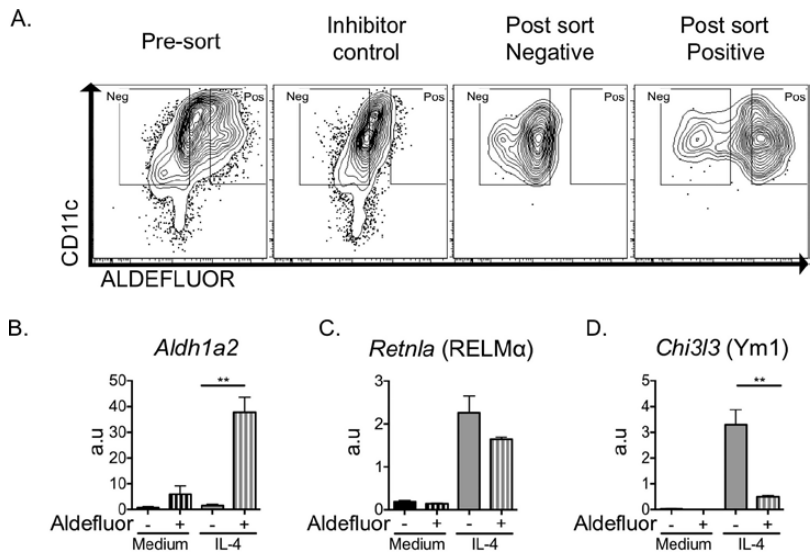 A.
Pre-sort
Inhibitor
control
Post sort
Negative
Post sort
Positive
Neg
Pos
Neg
Pos
Neg
Pos
Neg
Pos
CD11c
ALDEFLUOR
B.
Aldh1a2
**
50
40
30
20
10
0
a.u
Aldefluor - + - +
Medium IL-4
C.
Retnla (RELMα)
3
2
1
0
a.u
Aldefluor - + - +
Medium IL-4
D.
Chi3l3 (Ym1)
**
5
4
3
2
1
0
a.u
Aldefluor - + - +
Medium IL-4